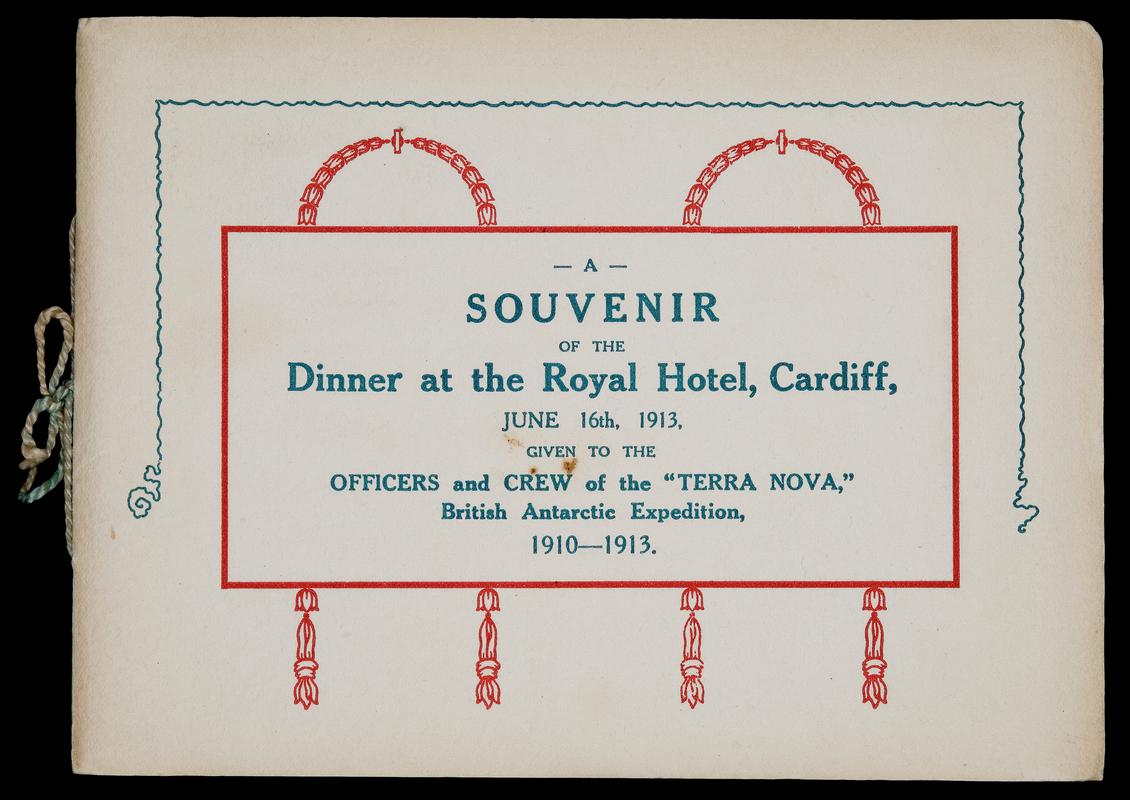 — A —
SOUVENIR
OF THE
Dinner at the Royal Hotel, Cardiff,
JUNE 16th, 1913,
GIVEN TO THE
OFFICERS and CREW of the “TERRA NOVA,”
British Antarctic Expedition,
1910—1913.